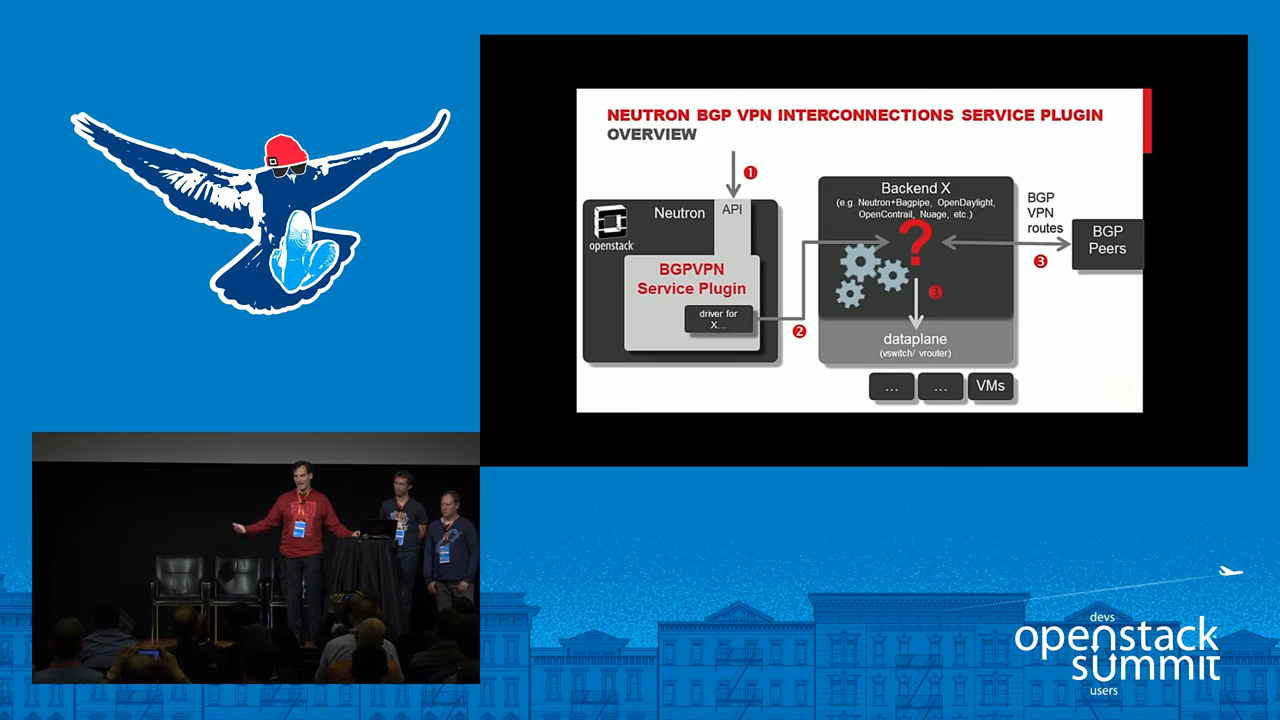 NEUTRON BGP VPN INTERCONNECTIONS SERVICE PLUGIN
OVERVIEW
1
openstack
Neutron
API
BGPVPN
Service Plugin
driver for
X...
2
Backend X
(e.g. Neutron+Bagpipe, OpenDaylight,
OpenContrail, Nuage, etc.)
?
3
dataplane
(vswitch/ vrouter)
...
...
VMs
BGP
VPN
routes
3
BGP
Peers
devs
openstack
summit
users